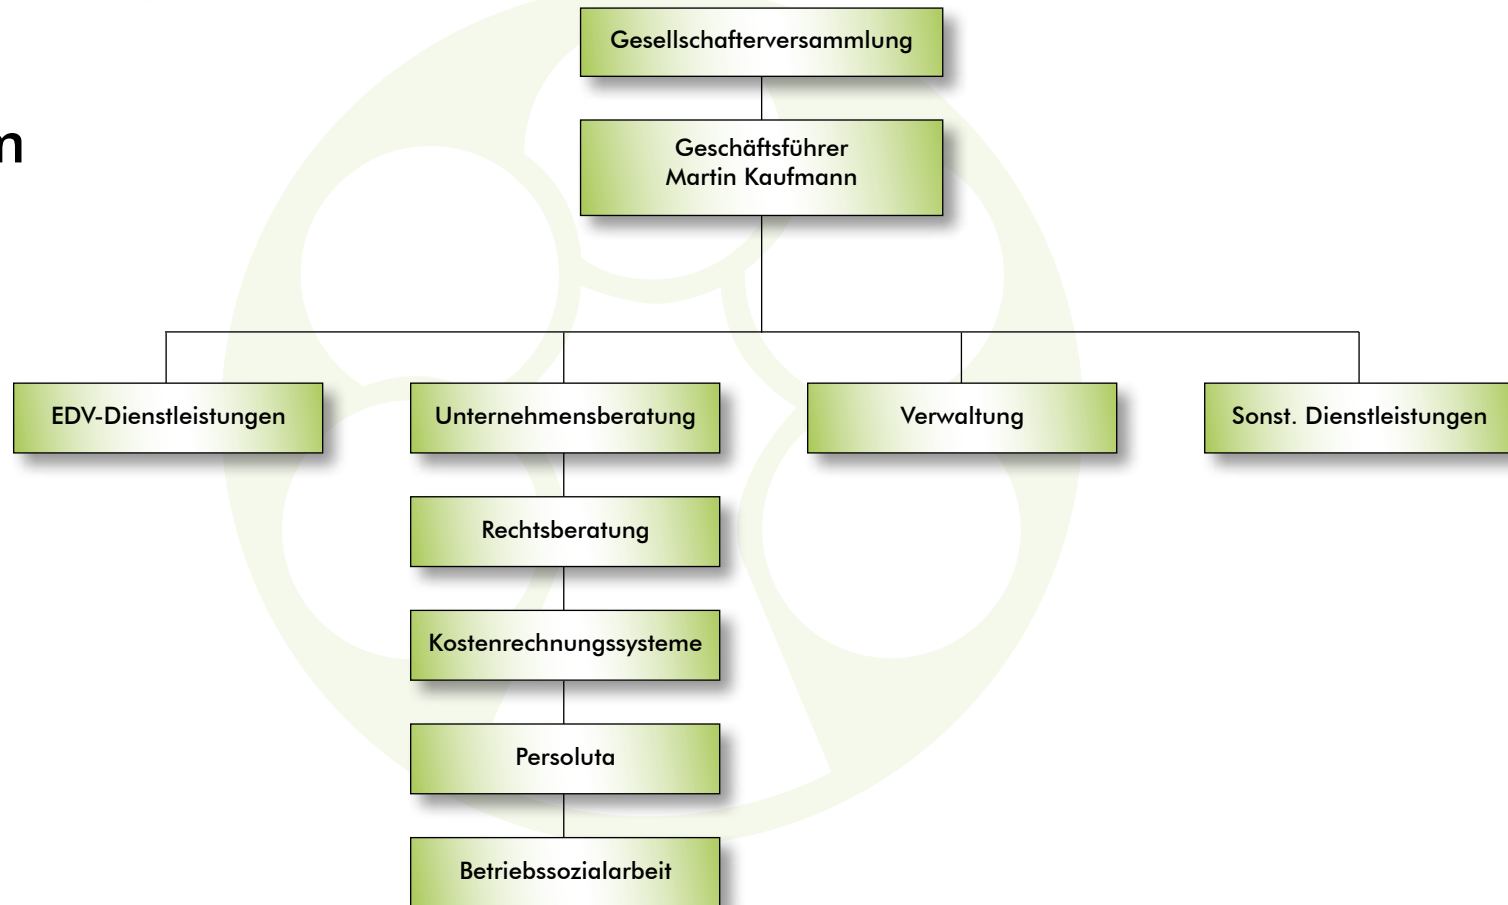 Gesellschafterversammlung
Geschäftsführer
Martin Kaufmann
EDV-Dienstleistungen
Unternehmensberatung
Verwaltung
Sonst. Dienstleistungen
Rechtsberatung
Kostenrechnungssysteme
Persoluta
Betriebssozialarbeit